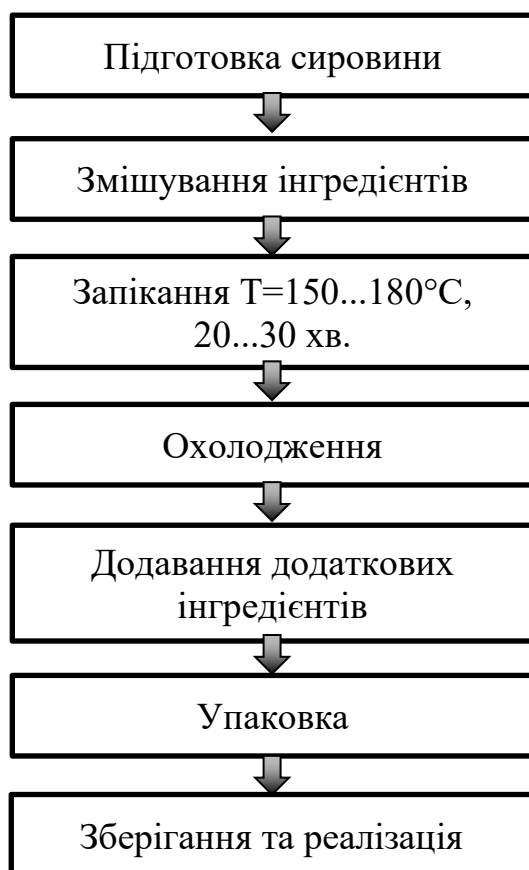 Підготовка сировини
Змішування інгредієнтів
Запікання Т=150...180°С,
20...30 хв.
Охолодження
Додавання додаткових
інгредієнтів
Упаковка
Зберігання та реалізація